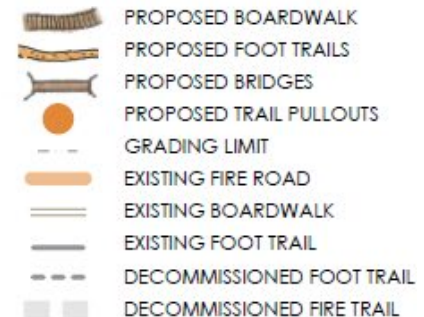 PROPOSED BOARDWALK
PROPOSED FOOT TRAILS
PROPOSED BRIDGES
PROPOSED TRAIL PULLOUTS
GRADING LIMIT
EXISTING FIRE ROAD
EXISTING BOARDWALK
EXISTING FOOT TRAIL
DECOMMISSIONED FOOT TRAIL
DECOMMISSIONED FIRE TRAIL